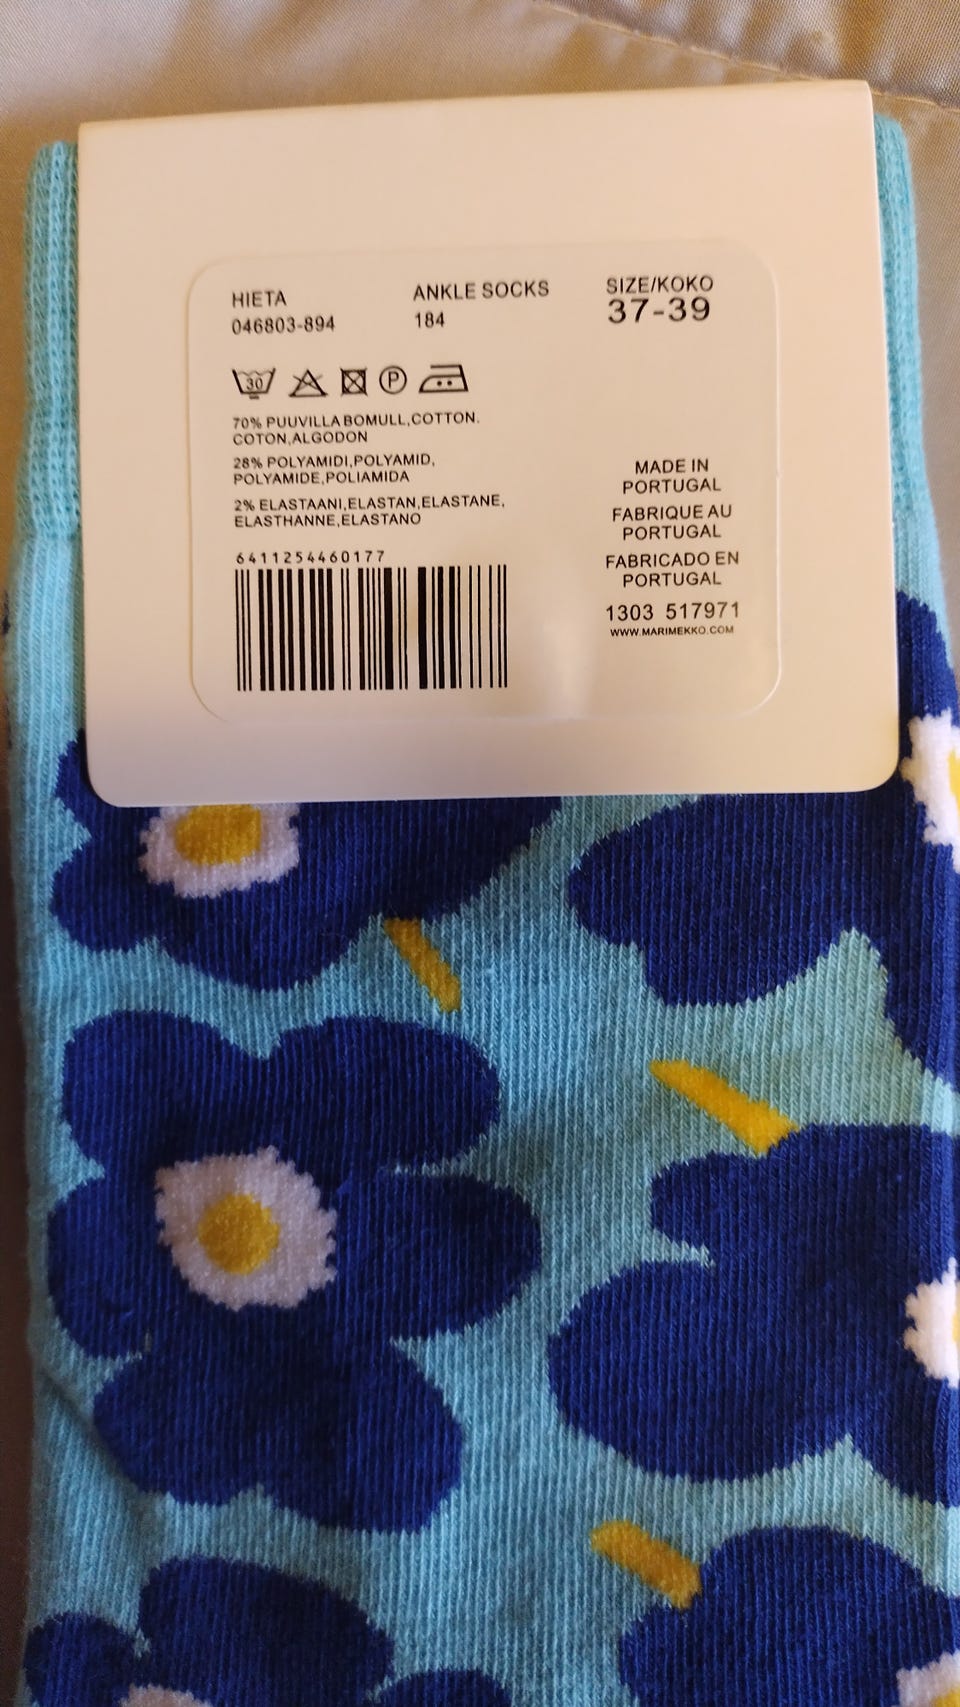 HIETA
046803-894
ANKLE SOCKS
184
SIZE/KOKO
37-39
30
P
70% PUUVILLA BOMULL,COTTON.
COTON,ALGODON
28% POLYAMIDI,POLYAMID,
POLYAMIDE,POLIAMIDA
2% ELASTAANI,ELASTAN,ELASTANE,
ELASTHANNE,ELASTANO
6411254460177
MADE IN
PORTUGAL
FABRIQUE AU
PORTUGAL
FABRICADO EN
PORTUGAL
1303 517971
WWW.MARIMEKKO.COM